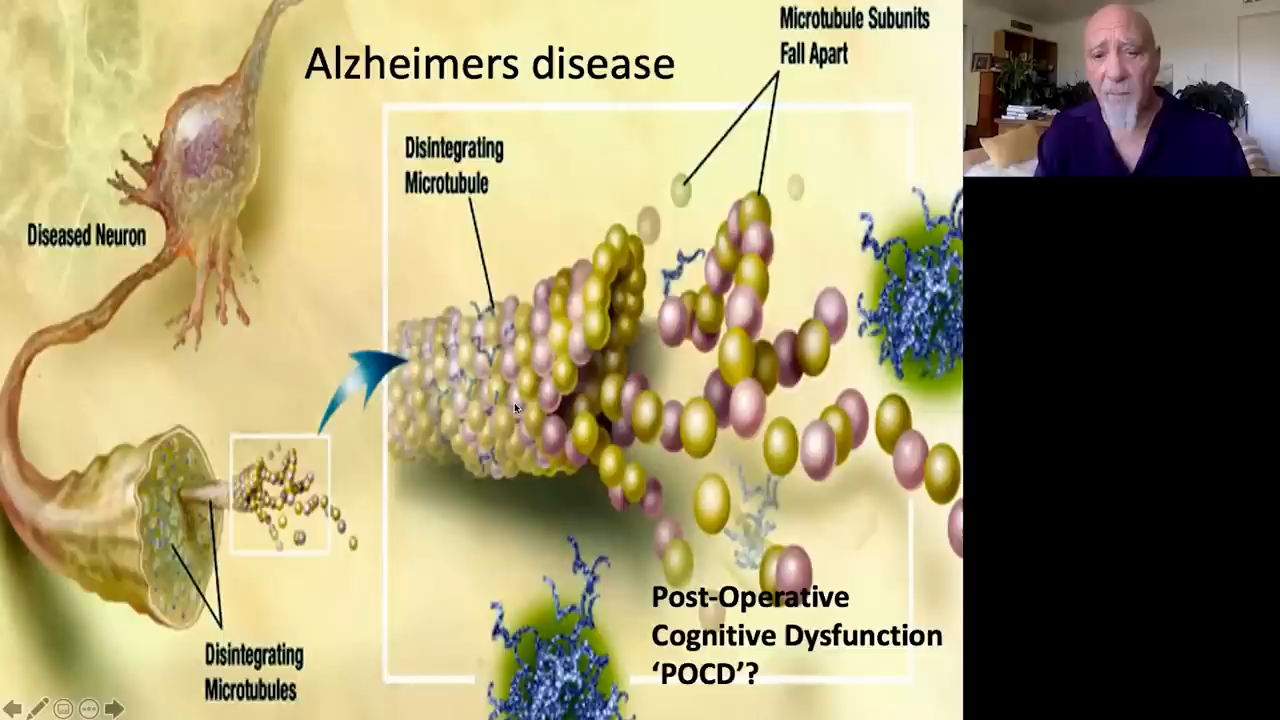 Alzheimers disease
Microtubule Subunits
Fall Apart
Disintegrating
Microtubule
Diseased Neuron
Disintegrating
Microtubules
Post-Operative
Cognitive Dysfunction
‘POCD’?